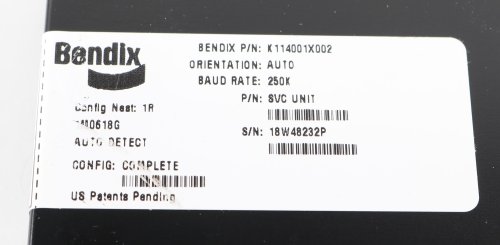 Bendix
BENDIX P/N: K114001X002
ORIENTATION: AUTO
BAUD RATE: 250K
P/N: SVC UNIT
S/N: 18W48232P
Config Nest: 1R
AUTO DETECT
CONFIG: COMPLETE
US Patents Pending